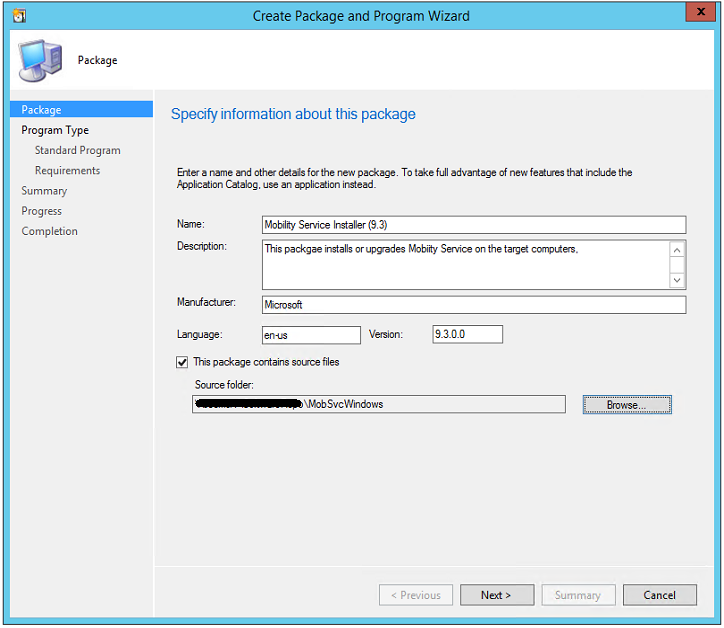 Create Package and Program Wizard
x
Package
Package
Program Type
Standard Program
Requirements
Summary
Progress
Completion
Specify information about this package
Enter a name and other details for the new package. To take full advantage of new features that include the
Application Catalog, use an application instead.
Name: Mobility Service Installer (9.3)
Description: This packgae installs or upgrades Mobiity Service on the target computers.
Manufacturer: Microsoft
Language: en-us Version: 9.3.0.0
This package contains source files
Source folder:
\MobSvcWindows Browse...
< Previous Next > Summary Cancel